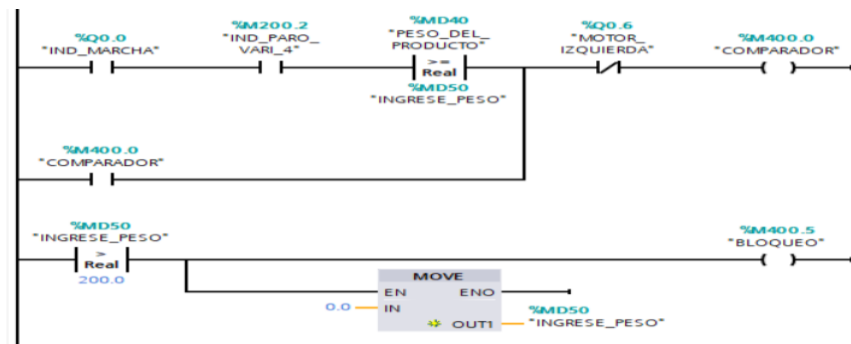 %Q0.0
"IND_MARCHA"
%M200.2
"IND_PARO_
VARI_4"
%MD40
"PESO_DEL_
PRODUCTO"
>=
Real
%MD50
"INGRESE_PESO"
%Q0.6
"MOTOR_
IZQUIERDA"
%M400.0
"COMPARADOR"
%M400.0
"COMPARADOR"
%MD50
"INGRESE_PESO"
>
Real
200.0
%M400.5
"BLOQUEO"
MOVE
EN ENO
0.0 IN
OUT1
%MD50
"INGRESE_PESO"